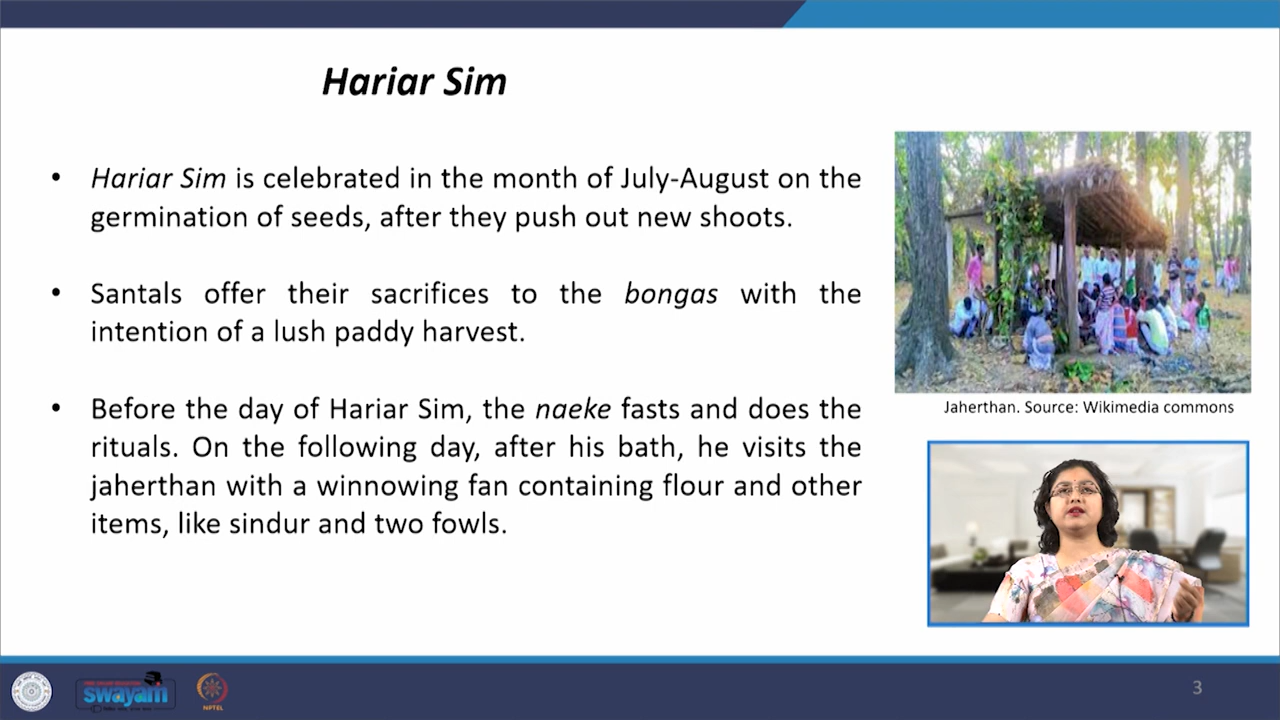 Hariar Sim
• Hariar Sim is celebrated in the month of July-August on the
germination of seeds, after they push out new shoots.
• Santals offer their sacrifices to the bongas with the
intention of a lush paddy harvest.
• Before the day of Hariar Sim, the naeke fasts and does the
rituals. On the following day, after his bath, he visits the
jaherthan with a winnowing fan containing flour and other
items, like sindur and two fowls.
Jaherthan. Source: Wikimedia commons
swayam
NPTEL
3